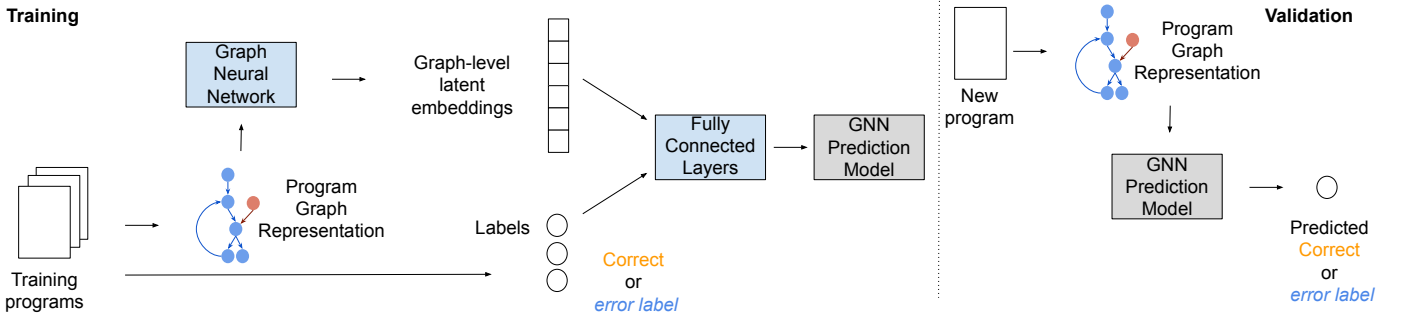 Training
Graph
Neural
Network
Graph-level
latent
embeddings
Fully
Connected
Layers
GNN
Prediction
Model
Program
Graph
Representation
Training
programs
Labels
Correct
or
error label
Validation
New
program
Program
Graph
Representation
GNN
Prediction
Model
Predicted
Correct
or
error label